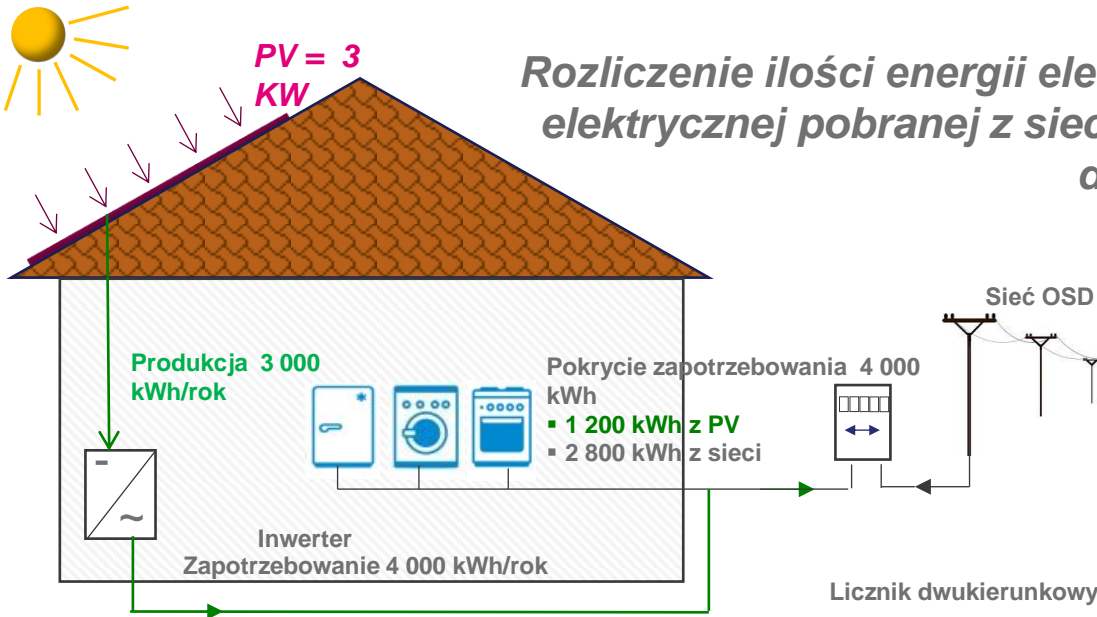 PV = 3
KW
Rozliczenie ilości energii ele
elektrycznej pobranej z siec
d
Sieć OSD
Produkcja 3 000
kWh/rok
Pokrycie zapotrzebowania 4 000
kWh
▪ 1 200 kWh z PV
▪ 2 800 kWh z sieci
Inwerter
Zapotrzebowanie 4 000 kWh/rok
Licznik dwukierunkowy